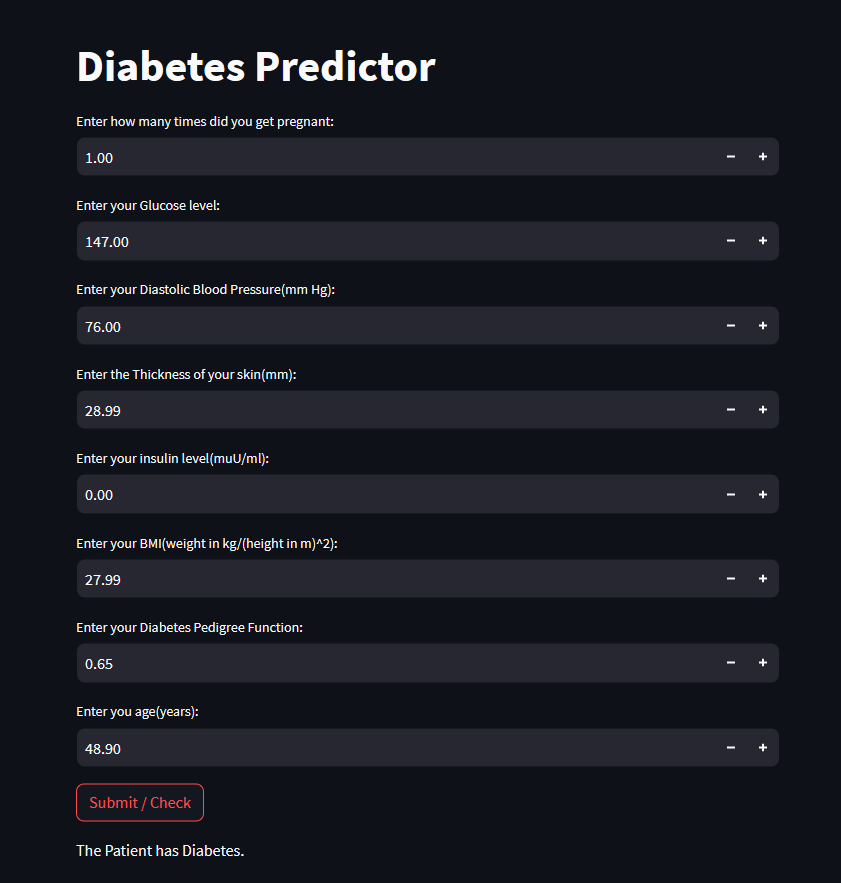 Diabetes Predictor
Enter how many times did you get pregnant:
1.00
Enter your Glucose level:
147.00
Enter your Diastolic Blood Pressure(mm Hg):
76.00
Enter the Thickness of your skin(mm):
28.99
Enter your insulin level(muU/ml):
0.00
Enter your BMI(weight in kg/(height in m)^2):
27.99
Enter your Diabetes Pedigree Function:
0.65
Enter you age(years):
48.90
Submit / Check
The Patient has Diabetes.